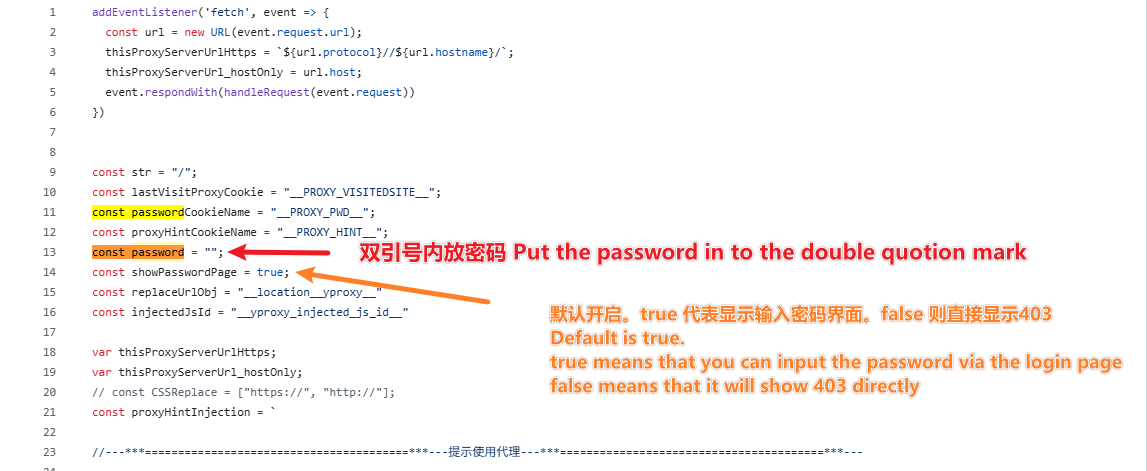 1 addEventListener('fetch', event => {
2 const url = new URL(event.request.url);
3 thisProxyServerUrlHttps = `${url.protocol}//${url.hostname}/`;
4 thisProxyServerUrl_hostOnly = url.host;
5 event.respondWith(handleRequest(event.request))
6 })
7
8
9 const str = "/";
10 const lastVisitProxyCookie = "__PROXY_VISITEDSITE__";
11 const passwordCookieName = "__PROXY_PWD__";
12 const proxyHintCookieName = "__PROXY_HINT__";
13 const password = "";
双引号内放密码 Put the password in to the double quotion mark
14 const showPasswordPage = true;
15 const replaceUrlObj = "__location__yproxy__"
16 const injectedJsId = "__yproxy_injected_js_id__"
默认开启。true 代表显示输入密码界面。false 则直接显示403
Default is true.
true means that you can input the password via the login page
false means that it will show 403 directly
17
18 var thisProxyServerUrlHttps;
19 var thisProxyServerUrl_hostOnly;
20 // const CSSReplace = ["https://", "http://"];
21 const proxyHintInjection = `
22
23 //---***========================================***---提示使用代理---***========================================***---